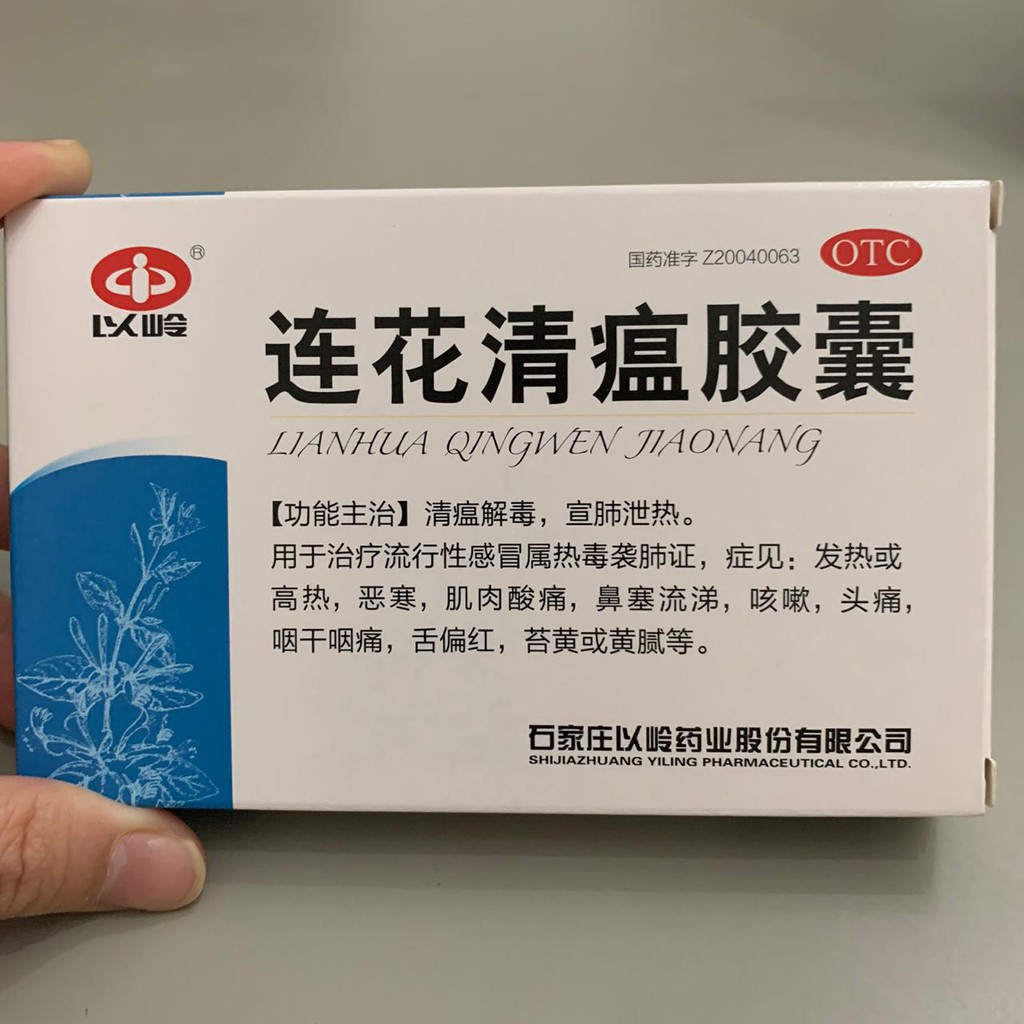 ®
以岭
国药准字 Z20040063
OTC
连花清瘟胶囊
LIANHUA QINGWEN JIAONANG
【功能主治】清瘟解毒，宣肺泄热。
用于治疗流行性感冒属热毒袭肺证，症见：发热或
高热，恶寒，肌肉酸痛，鼻塞流涕，咳嗽，头痛，
咽干咽痛，舌偏红，苔黄或黄腻等。
石家庄以岭药业股份有限公司
SHIJIAZHUANG YILING PHARMACEUTICAL CO.,LTD.